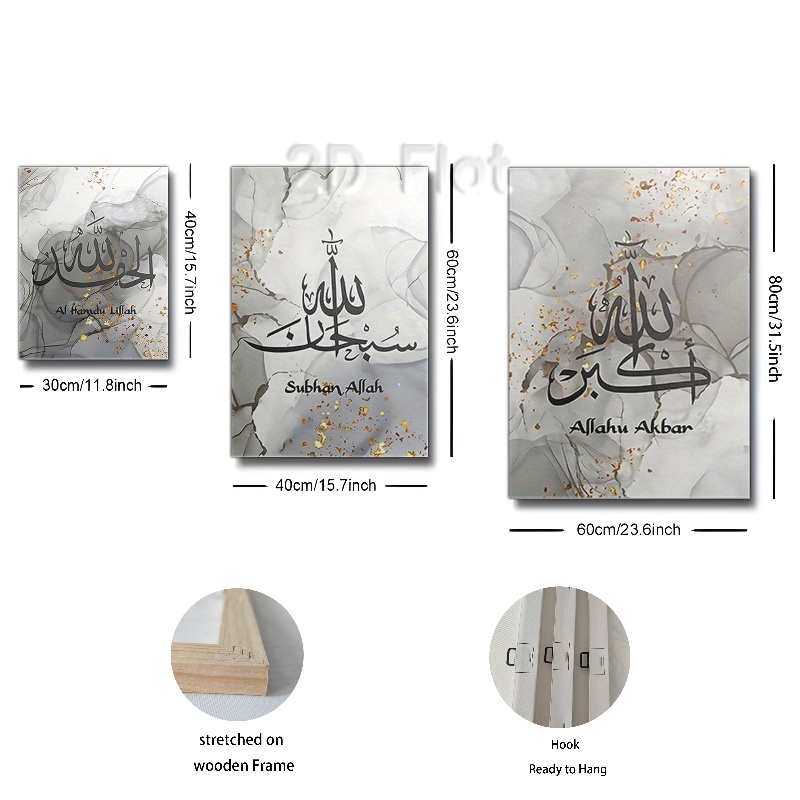 2D Flat
الحمد لله
Al Hamdu Lillah
40cm/15.7inch
30cm/11.8inch
سبحان الله
Subhan Allah
60cm/23.6inch
40cm/15.7inch
الله أكبر
Allahu Akbar
80cm/31.5inch
60cm/23.6inch
stretched on
wooden Frame
Hook
Ready to Hang